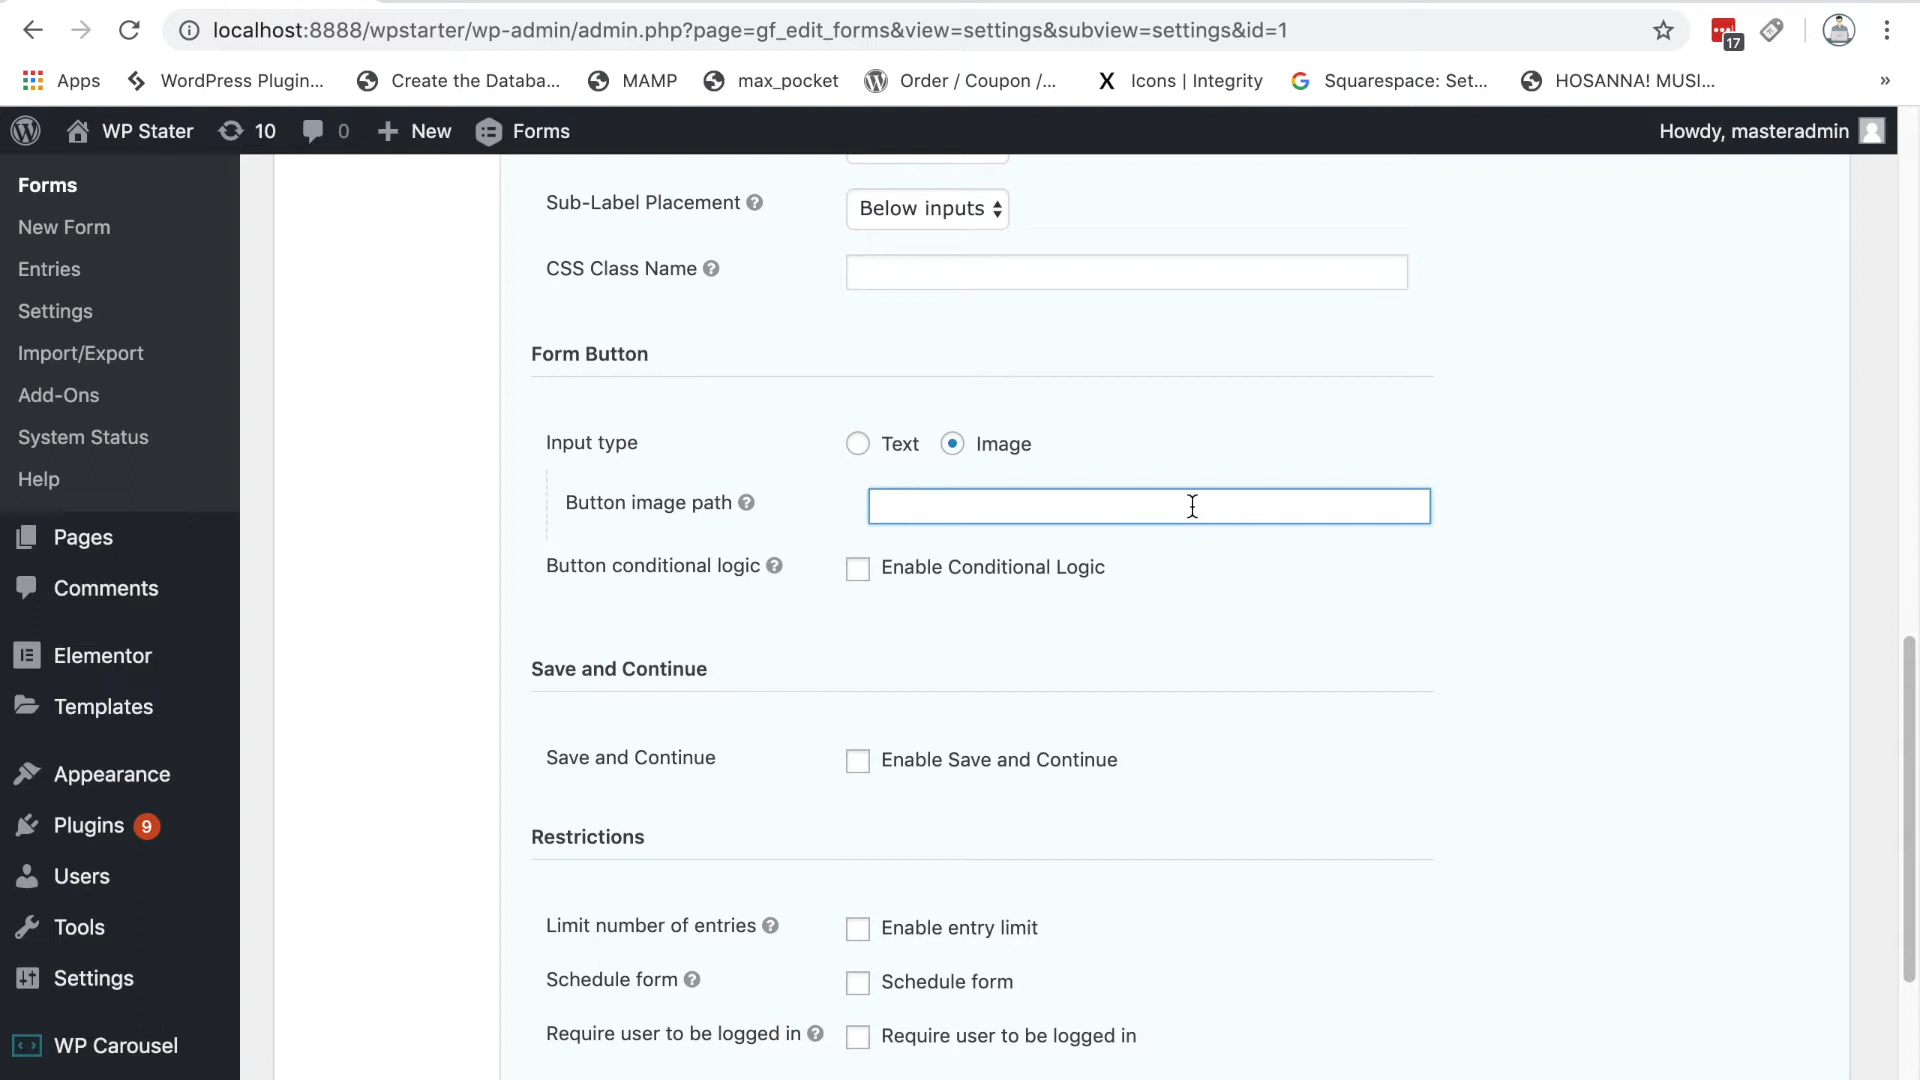 localhost:8888/wpstarter/wp-admin/admin.php?page=gf_edit_forms&view=settings&subview=settings&id=1
17
Apps
WordPress Plugin...
Create the Databa...
MAMP
max_pocket
Order / Coupon /...
Icons | Integrity
Squarespace: Set...
HOSANNA! MUSI...
»
WP Stater
10
0
New
Forms
Howdy, masteradmin
Forms
New Form
Entries
Settings
Import/Export
Add-Ons
System Status
Help
Pages
Comments
Elementor
Templates
Appearance
Plugins 9
Users
Tools
Settings
WP Carousel
Sub-Label Placement ?
Below inputs
CSS Class Name ?
Form Button
Input type
Text
Image
Button image path ?
Button conditional logic ?
Enable Conditional Logic
Save and Continue
Save and Continue
Enable Save and Continue
Restrictions
Limit number of entries ?
Enable entry limit
Schedule form ?
Schedule form
Require user to be logged in ?
Require user to be logged in